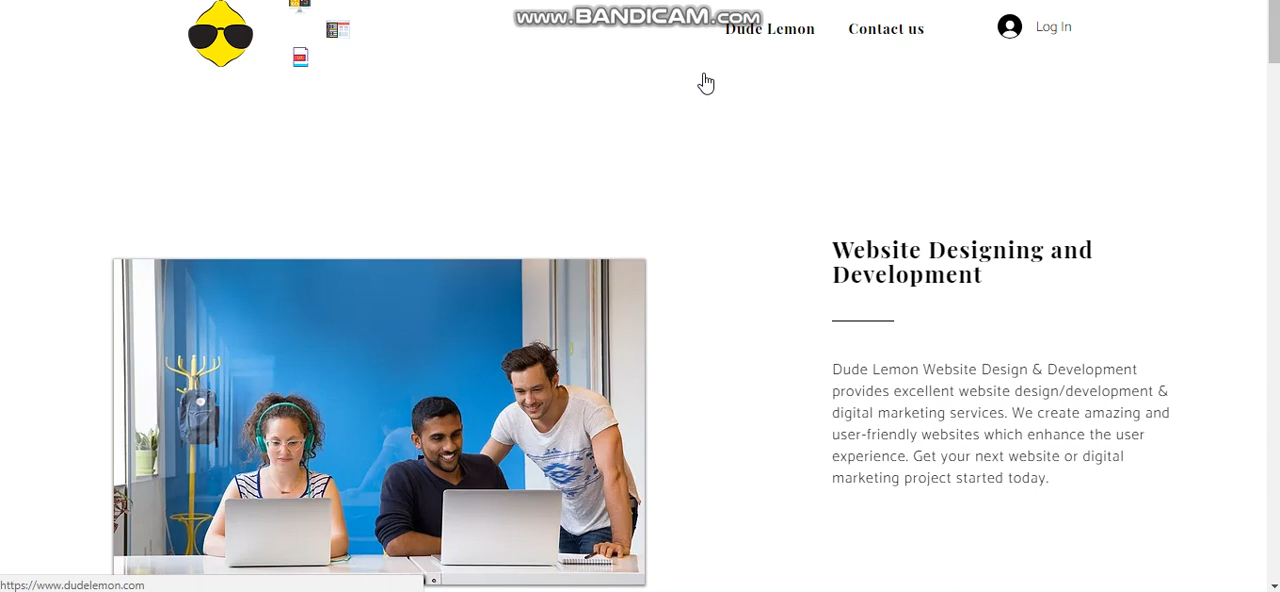 www.BANDICAM.com
Dude Lemon
Contact us
Log In
Website Designing and
Development
Dude Lemon Website Design & Development
provides excellent website design/development &
digital marketing services. We create amazing and
user-friendly websites which enhance the user
experience. Get your next website or digital
marketing project started today.
https://www.dudelemon.com